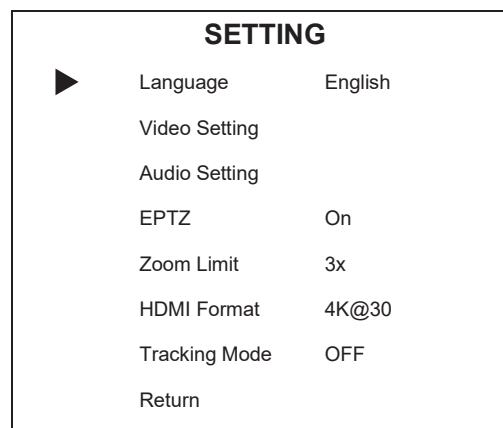 SETTING
Language English
Video Setting
Audio Setting
EPTZ On
Zoom Limit 3x
HDMI Format 4K@30
Tracking Mode OFF
Return